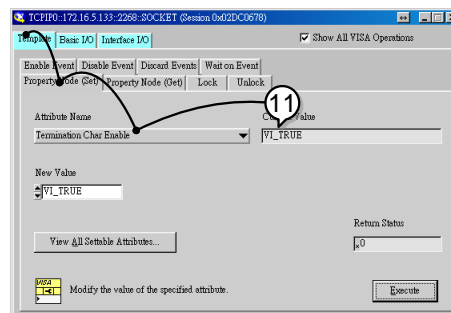 TCPIP0::172.16.5.133::2268::SOCKET (Session 0x02DC0678)
Template Basic I/O Interface I/O Show All VISA Operations
Enable Event Disable Event Discard Events Wait on Event
Property Node (Set) Property Node (Get) Lock Unlock
11
Attribute Name Value
Termination Char Enable VI_TRUE
New Value
VI_TRUE
Return Status
View All Settable Attributes... x0
VISA Modify the value of the specified attribute. Execute